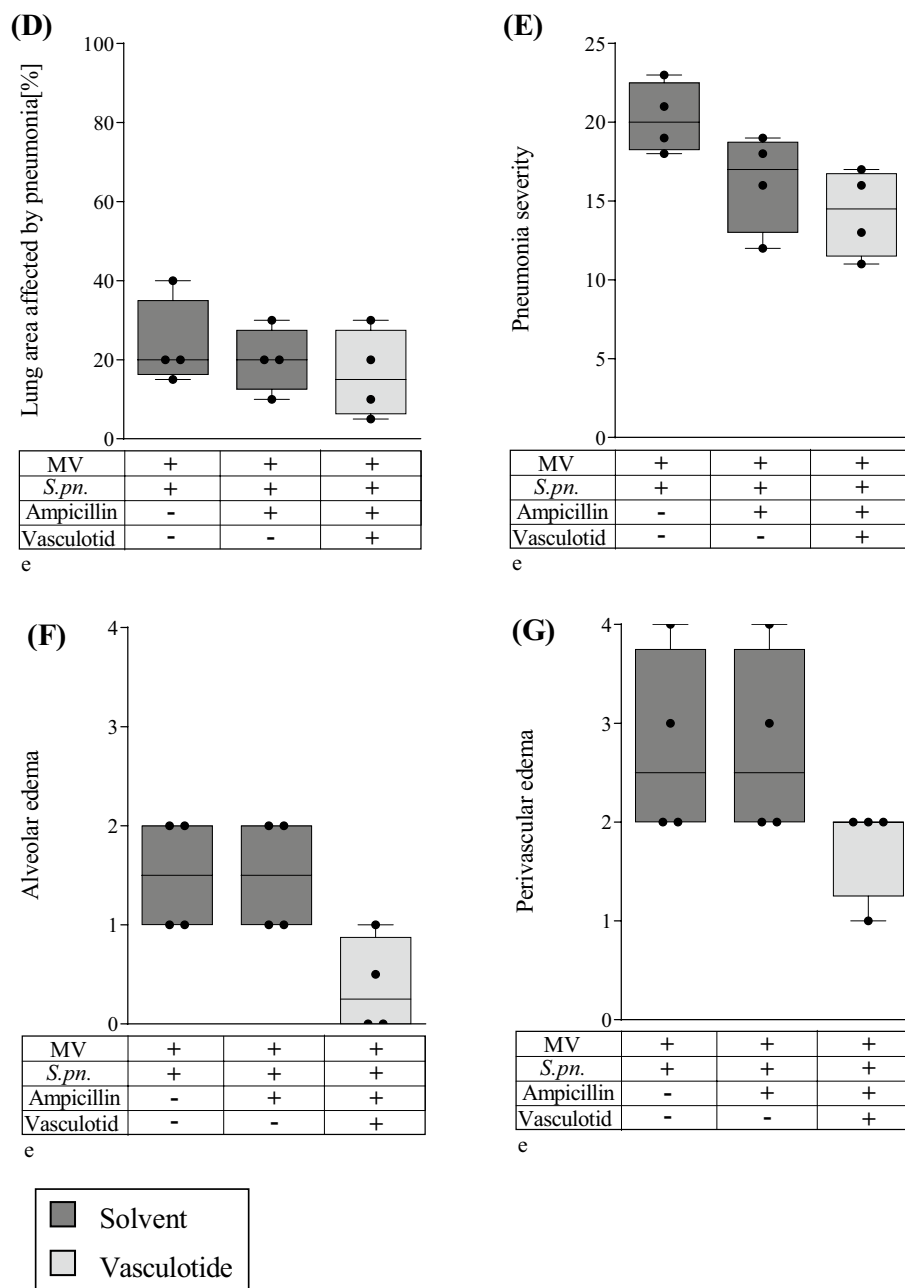 (D)
Lung area affected by pneumonia[%]
100
80
60
40
20
0
MV + + +
S.pn. + + +
Ampicillin - + +
Vasculotid - - +
e
(E)
Pneumonia severity
25
20
15
10
5
0
MV + + +
S.pn. + + +
Ampicillin - + +
Vasculotid - - +
e
(F)
Alveolar edema
4
3
2
1
0
MV + + +
S.pn. + + +
Ampicillin - + +
Vasculotid - - +
e
(G)
Perivascular edema
4
3
2
1
0
MV + + +
S.pn. + + +
Ampicillin - + +
Vasculotid - - +
e
Solvent
Vasculotide